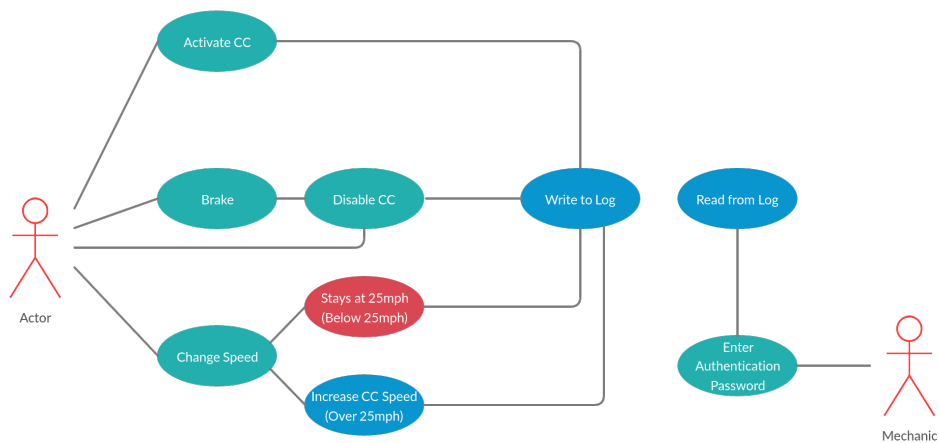 Activate CC
Brake
Disable CC
Write to Log
Read from Log
Actor
Stays at 25mph
(Below 25mph)
Change Speed
Increase CC Speed
(Over 25mph)
Enter
Authentication
Password
Mechanic